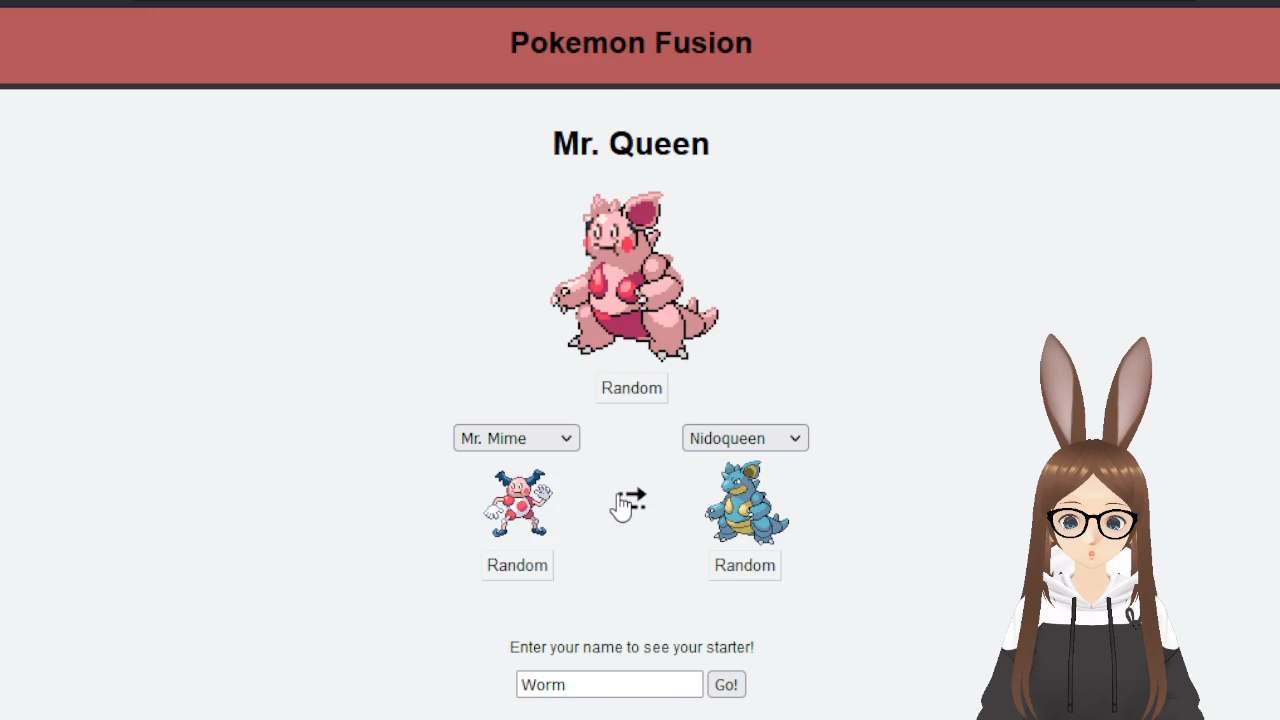 Pokemon Fusion
Mr. Queen
Random
Mr. Mime
Nidoqueen
Random
Random
Enter your name to see your starter!
Worm
Go!